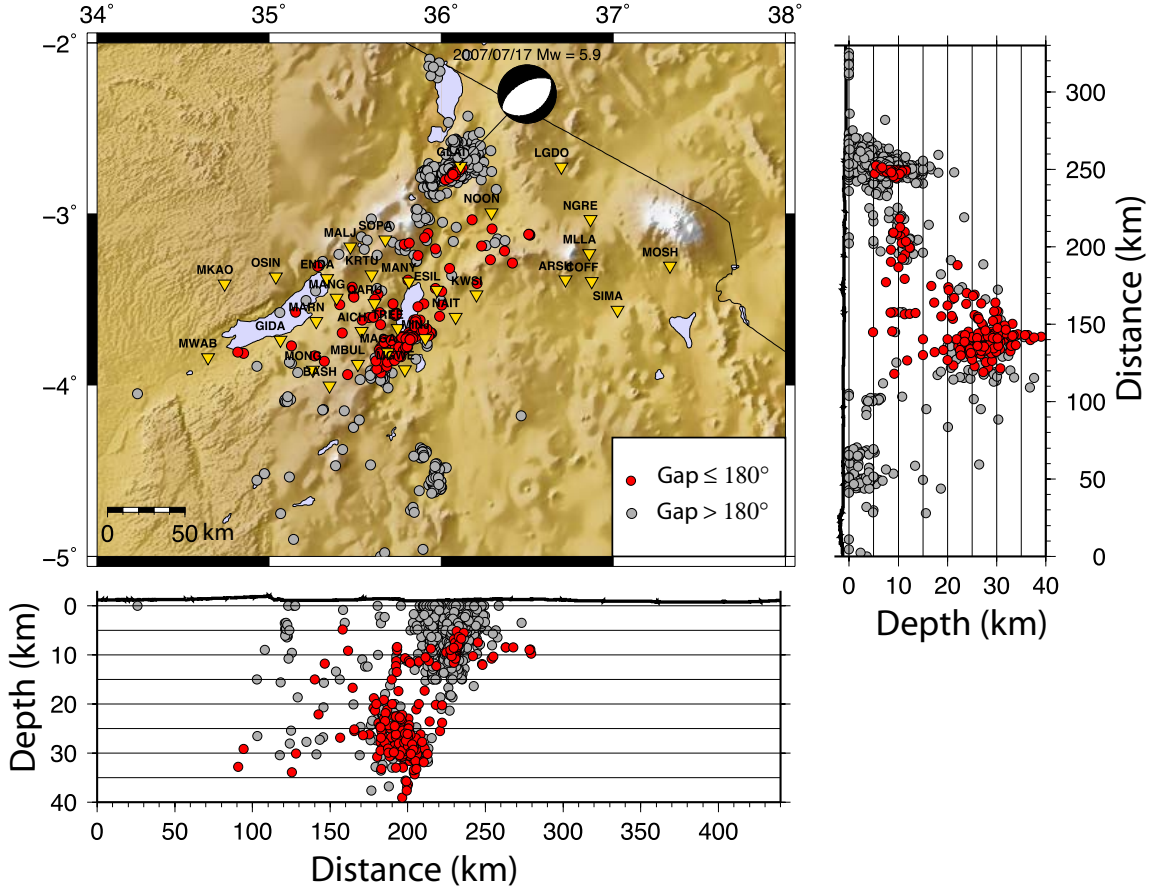 34° 35° 36° 37° 38°
−2°
−3°
−4°
−5°
2007/07/17 Mw = 5.9
LGDO
NOON
NGRE
SOPA
MALJ
MLLA
MOSH
KRTU
OSIN
ENDA
MANY
MKAO
ESIL
KWSI
ARSH
COFF
MANG
SIMA
NAIT
MARN
GIDA
AICH
MWAB
MONG
MBUL
BASH
Gap ≤ 180°
Gap > 180°
0 50 km
0
50
100
150
200
250
300
Distance (km)
0 10 20 30 40
Depth (km)
0
10
20
30
40
Depth (km)
0 50 100 150 200 250 300 350 400
Distance (km)